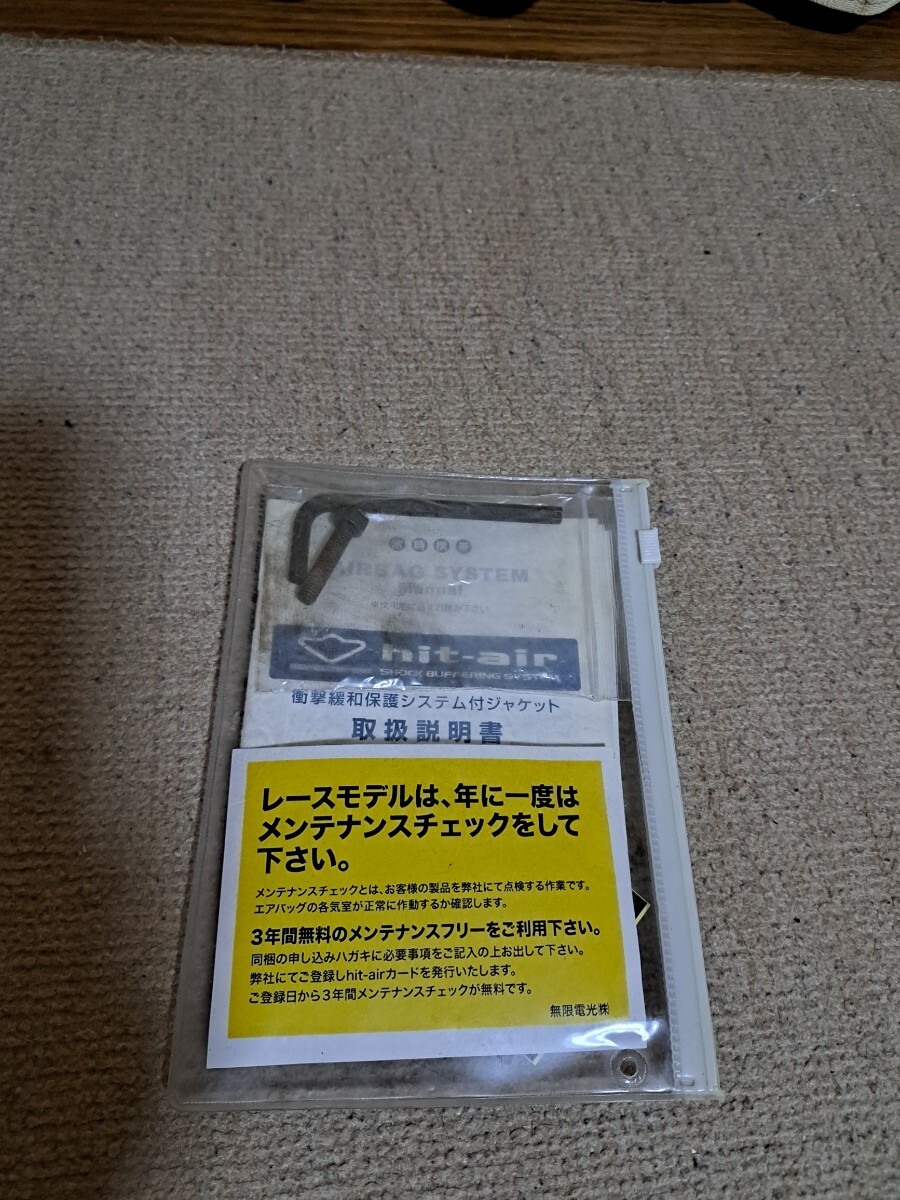 常時携帯
AIRBAG SYSTEM
Manual
hit-air
SHOCK BUFFERING SYSTEM
衝撃緩和保護システム付ジャケット
取扱説明書
レースモデルは、年に一度は
メンテナンスチェックをして
下さい。
メンテナンスチェックとは、お客様の製品を弊社にて点検する作業です。
エアバッグの各気室が正常に作動するか確認します。
3年間無料のメンテナンスフリーをご利用下さい。
同梱の申し込みハガキに必要事項をご記入の上お出して下さい。
弊社にてご登録しhit-airカードを発行いたします。
ご登録日から3年間メンテナンスチェックが無料です。
無限電光㈱